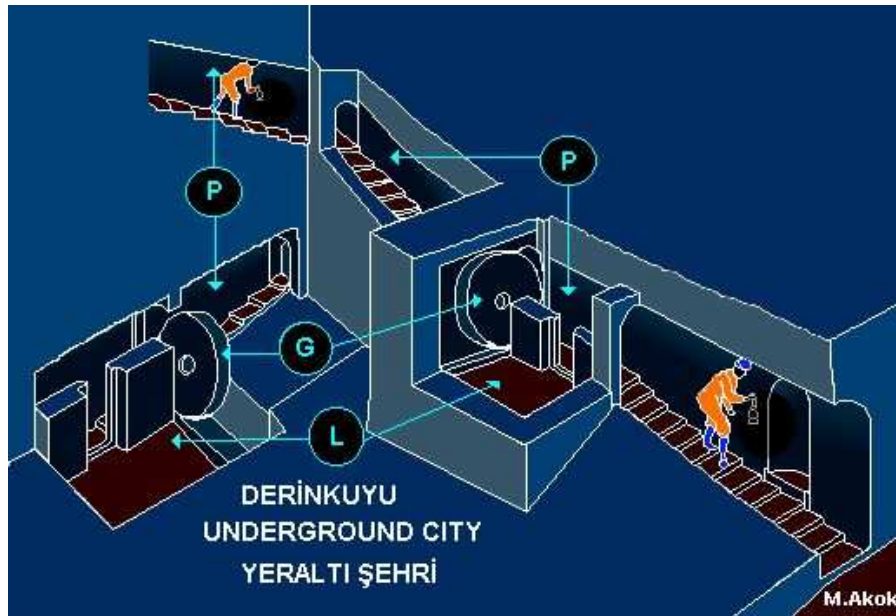 P
P
G
L
DERİNKUYU
UNDERGROUND CITY
YERALTI ŞEHRİ
M.Akok